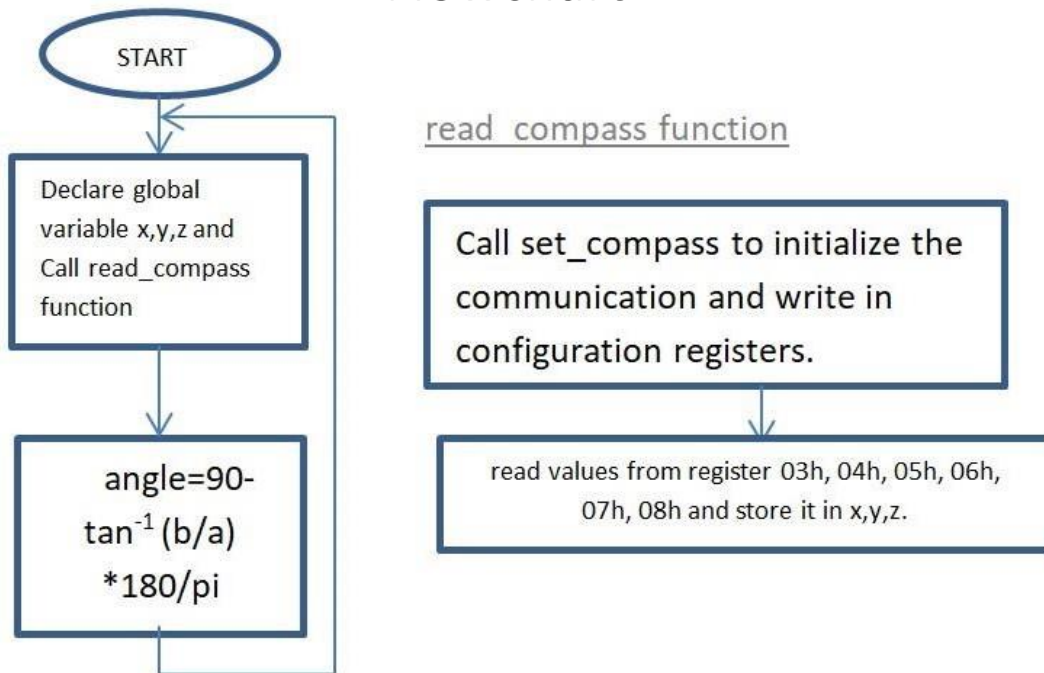 START
Declare global
variable x,y,z and
Call read_compass
function
angle=90-
tan⁻¹ (b/a)
*180/pi
read_compass function
Call set_compass to initialize the
communication and write in
configuration registers.
read values from register 03h, 04h, 05h, 06h,
07h, 08h and store it in x,y,z.